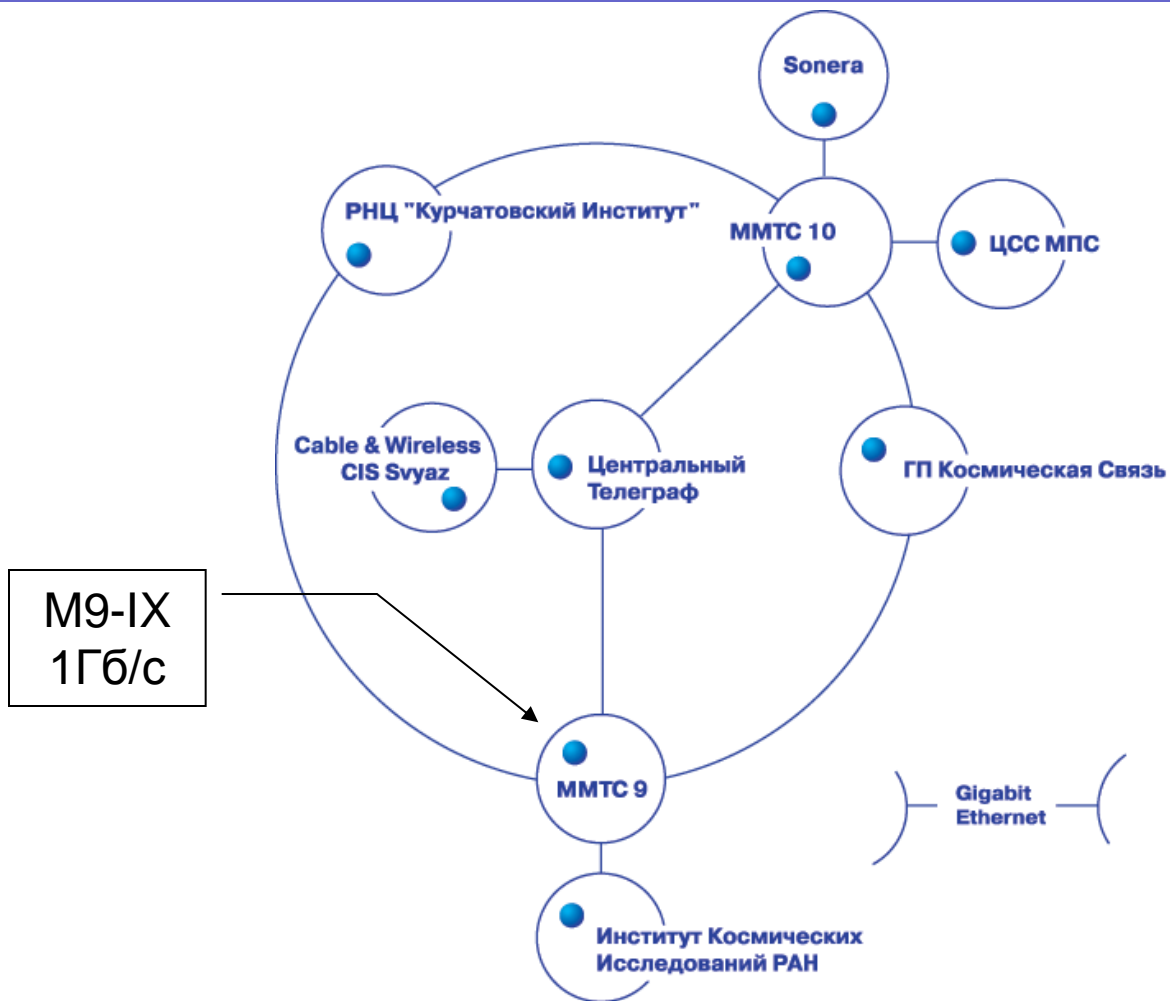 Sonera
РНЦ "Курчатовский Институт"
ММТС 10
ЦСС МПС
Cable & Wireless
CIS Svyaz
Центральный
Телеграф
ГП Космическая Связь
M9-IX
1Гб/с
ММТС 9
Gigabit
Ethernet
Институт Космических
Исследований РАН